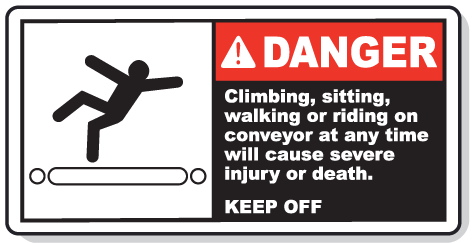 DANGER
Climbing, sitting,
walking or riding on
conveyor at any time
will cause severe
injury or death.
KEEP OFF